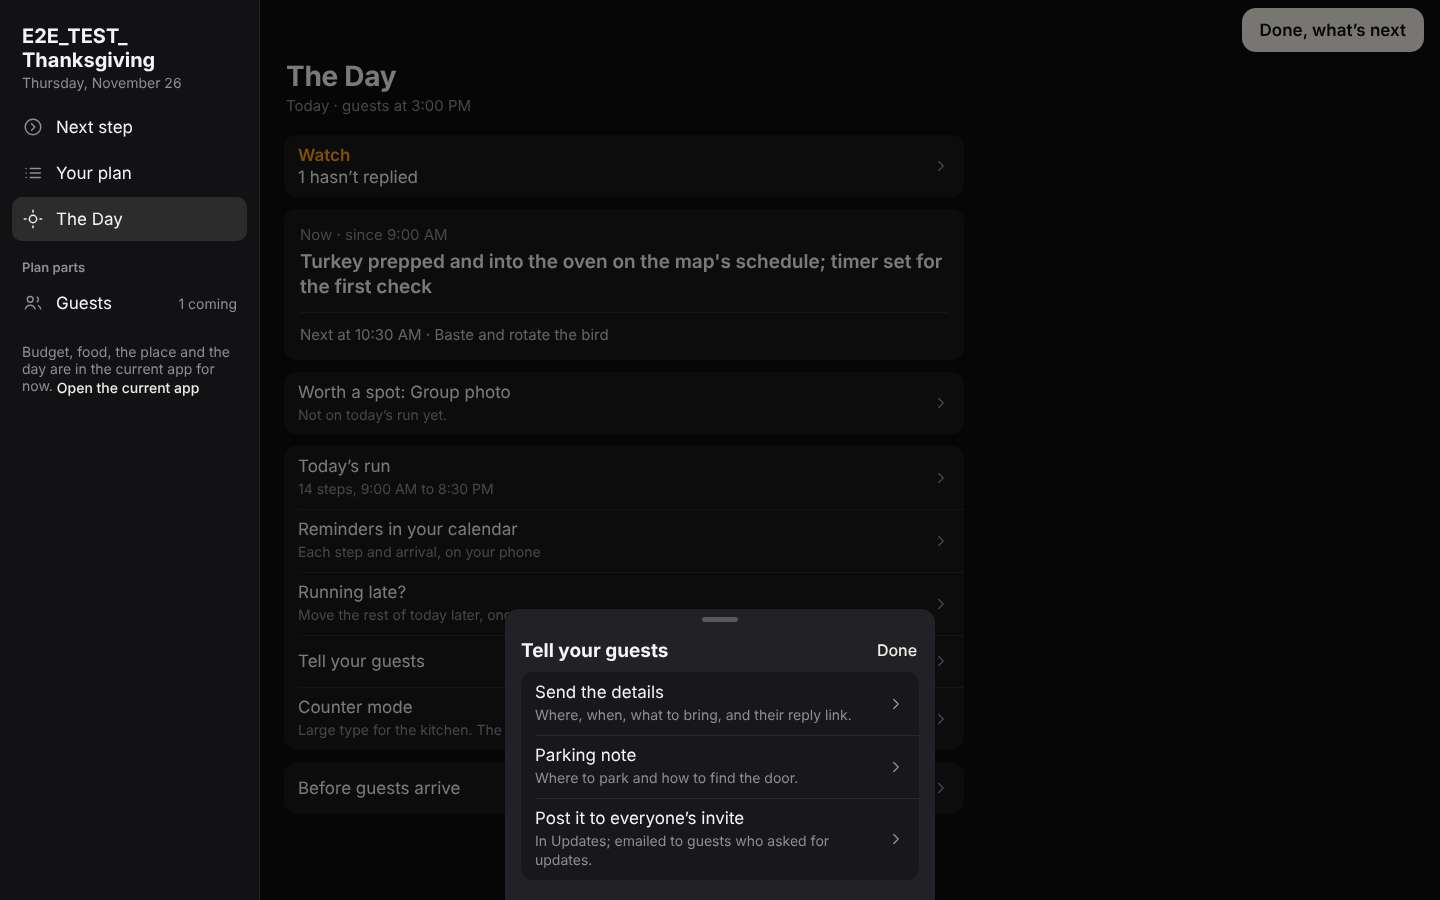 E2E_TEST_
Thanksgiving
Thursday, November 26
Next step
Your plan
The Day
Plan parts
Guests 1 coming
Budget, food, the place and the
day are in the current app for
now. Open the current app
Done, what’s next
The Day
Today · guests at 3:00 PM
Watch
1 hasn’t replied
Now · since 9:00 AM
Turkey prepped and into the oven on the map's schedule; timer set for
the first check
Next at 10:30 AM · Baste and rotate the bird
Worth a spot: Group photo
Not on today’s run yet.
Today’s run
14 steps, 9:00 AM to 8:30 PM
Reminders in your calendar
Each step and arrival, on your phone
Running late?
Move the rest of today later,
Tell your guests
Counter mode
Large type for the kitchen. The
Before guests arrive
Tell your guests
Done
Send the details
Where, when, what to bring, and their reply link.
Parking note
Where to park and how to find the door.
Post it to everyone’s invite
In Updates; emailed to guests who asked for
updates.